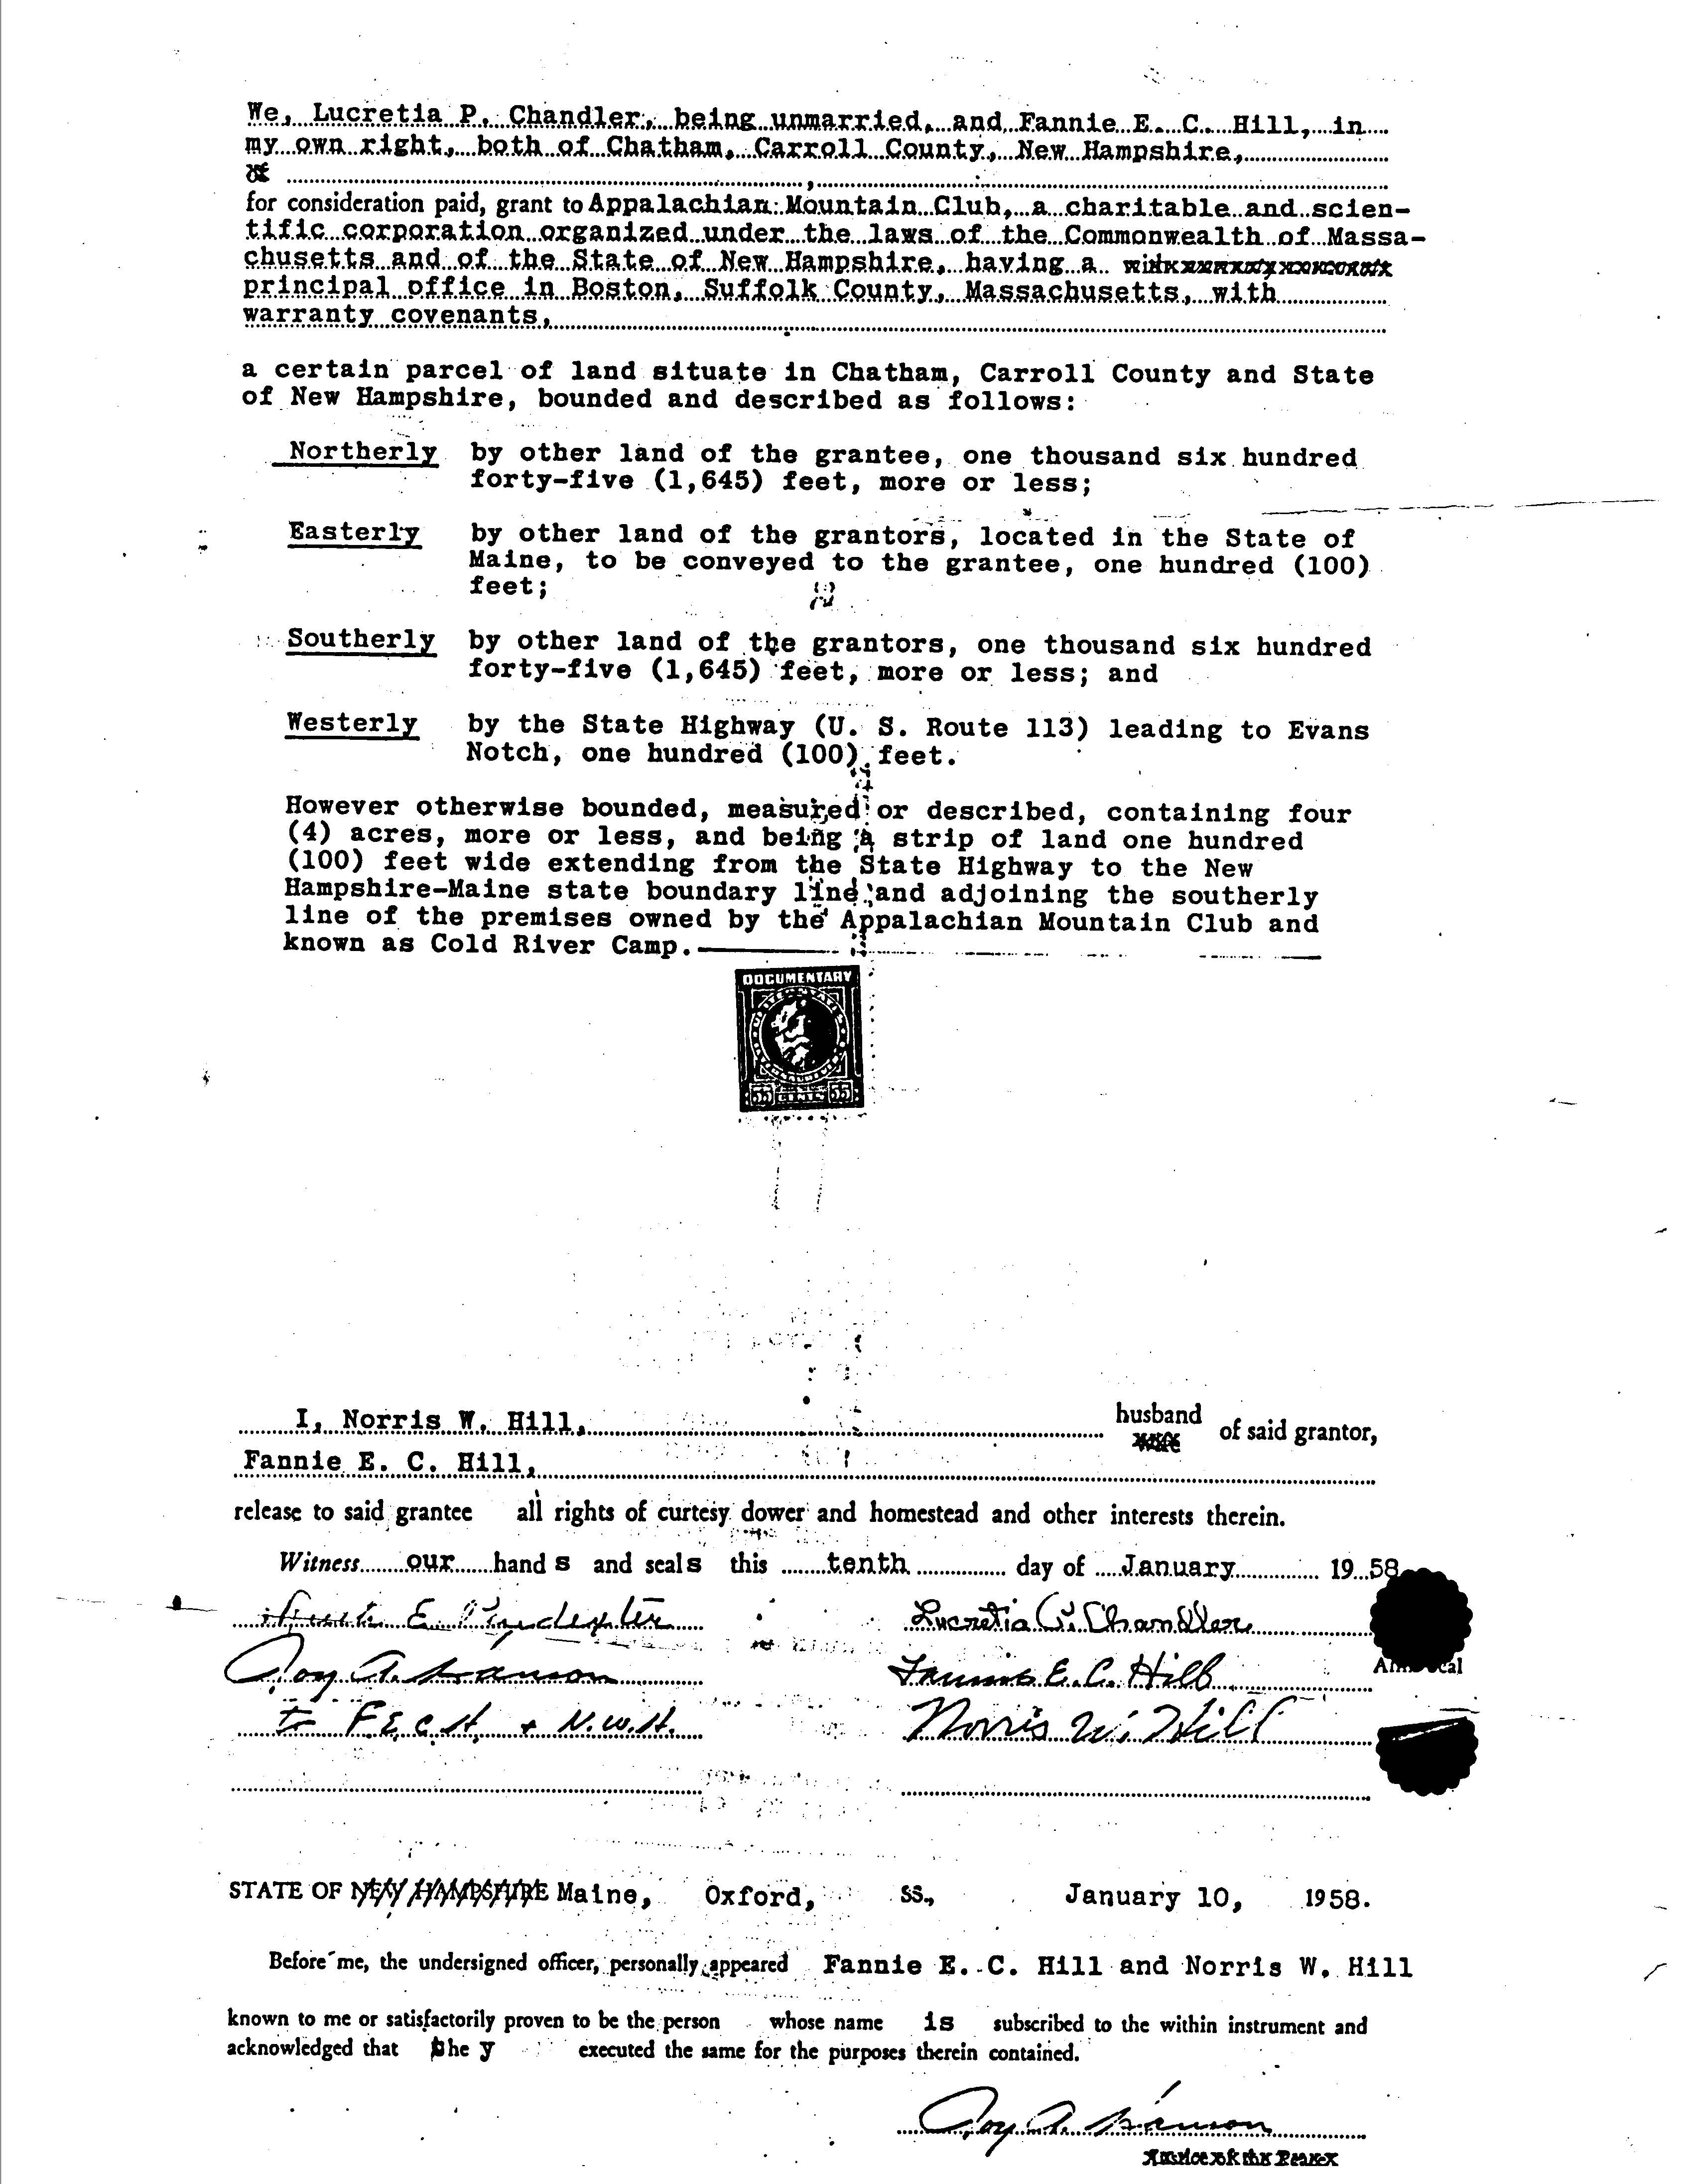 We, Lucretia P. Chandler, being unmarried, and Fannie E. C. Hill, in
my own right, both of Chatham, Carroll County, New Hampshire,
of
for consideration paid, grant to Appalachian Mountain Club, a charitable and scien-
tific corporation organized under the laws of the Commonwealth of Massa-
chusetts and of the State of New Hampshire, having a
principal office in Boston, Suffolk County, Massachusetts, with
warranty covenants,
a certain parcel of land situate in Chatham, Carroll County and State
of New Hampshire, bounded and described as follows:
Northerly by other land of the grantee, one thousand six hundred
forty-five (1,645) feet, more or less;
Easterly by other land of the grantors, located in the State of
Maine, to be conveyed to the grantee, one hundred (100)
feet;
Southerly by other land of the grantors, one thousand six hundred
forty-five (1,645) feet, more or less; and
Westerly by the State Highway (U. S. Route 113) leading to Evans
Notch, one hundred (100) feet.
However otherwise bounded, measured or described, containing four
(4) acres, more or less, and being a strip of land one hundred
(100) feet wide extending from the State Highway to the New
Hampshire-Maine state boundary line and adjoining the southerly
line of the premises owned by the Appalachian Mountain Club and
known as Cold River Camp.
DOCUMENTARY
55 CENTS 55
I, Norris W. Hill, husband
wife of said grantor,
Fannie E. C. Hill,
release to said grantee all rights of curtesy dower and homestead and other interests therein.
Witness our hands and seals this tenth day of January 1958
E. Poindexter Lucretia P. Chandler
Roy A. Hanson Fannie E. C. Hill
to F.E.C.H. + N.W.H. Norris W. Hill
STATE OF NEW HAMPSHIRE Maine, Oxford, ss., January 10, 1958.
Before me, the undersigned officer, personally appeared Fannie E. C. Hill and Norris W. Hill
known to me or satisfactorily proven to be the person whose name is subscribed to the within instrument and
acknowledged that they executed the same for the purposes therein contained.
Roy A. Hanson
Justice of the Peace